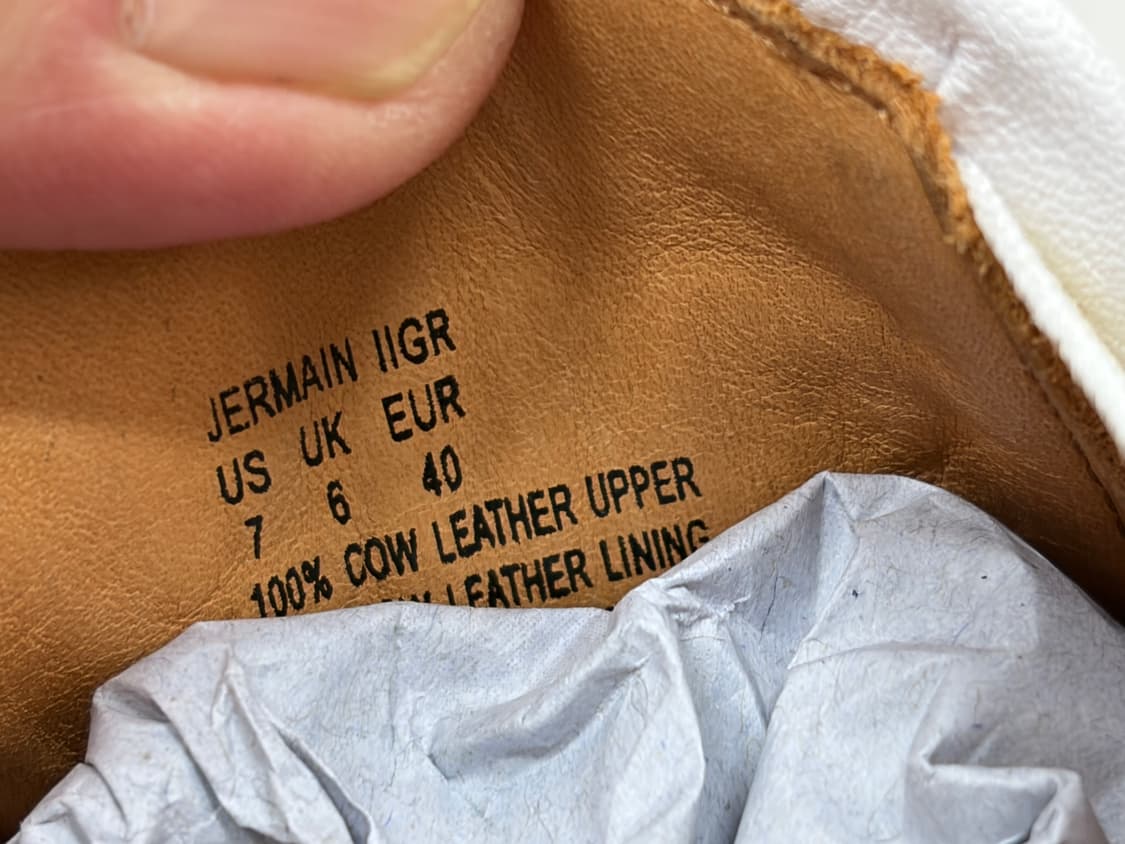 JERMAIN IIGR
US UK EUR
7 6 40
100% COW LEATHER UPPER
LEATHER LINING